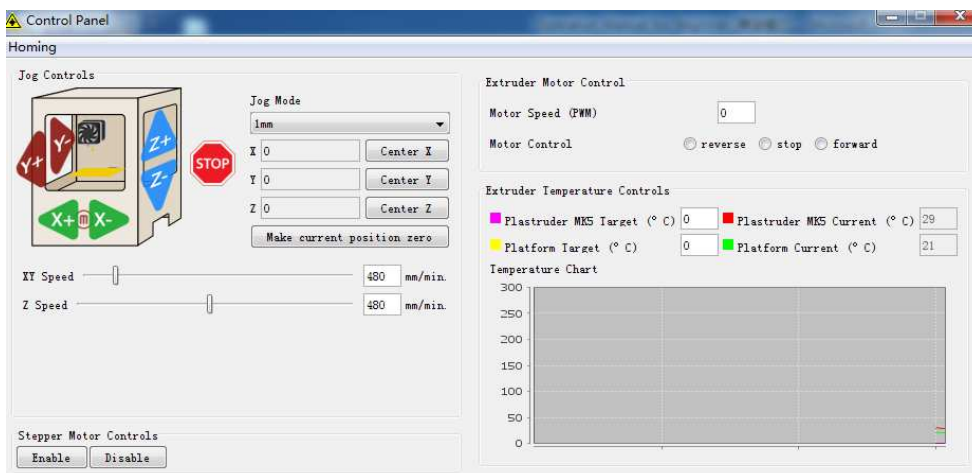 Control Panel
Homing
Jog Controls
Y+ Y-
Z+
Z-
X+ m X-
STOP
Jog Mode
1mm
X 0 Center X
Y 0 Center Y
Z 0 Center Z
Make current position zero
XY Speed 480 mm/min.
Z Speed 480 mm/min.
Stepper Motor Controls
Enable Disable
Extruder Motor Control
Motor Speed (PWM) 0
Motor Control reverse stop forward
Extruder Temperature Controls
Plastruder MK5 Target (° C) 0 Plastruder MK5 Current (° C) 29
Platform Target (° C) 0 Platform Current (° C) 21
Temperature Chart
300
250
200
150
100
50
0